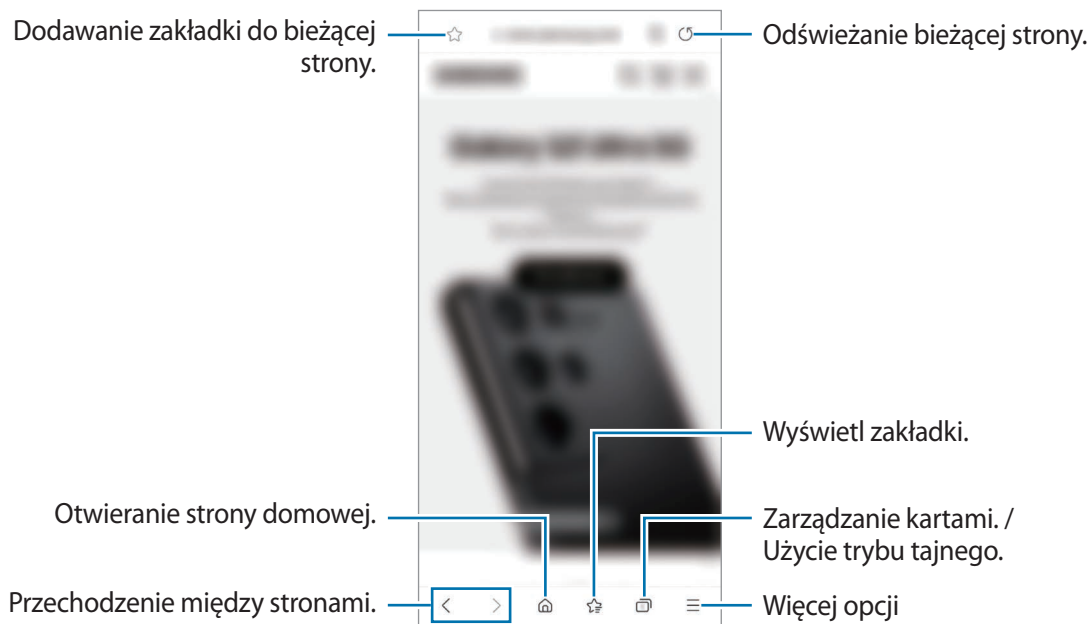 Dodawanie zakładki do bieżącej
strony.
Odświeżanie bieżącej strony.
Wyświetl zakładki.
Otwieranie strony domowej.
Zarządzanie kartami. /
Użycie trybu tajnego.
Przechodzenie między stronami.
Więcej opcji